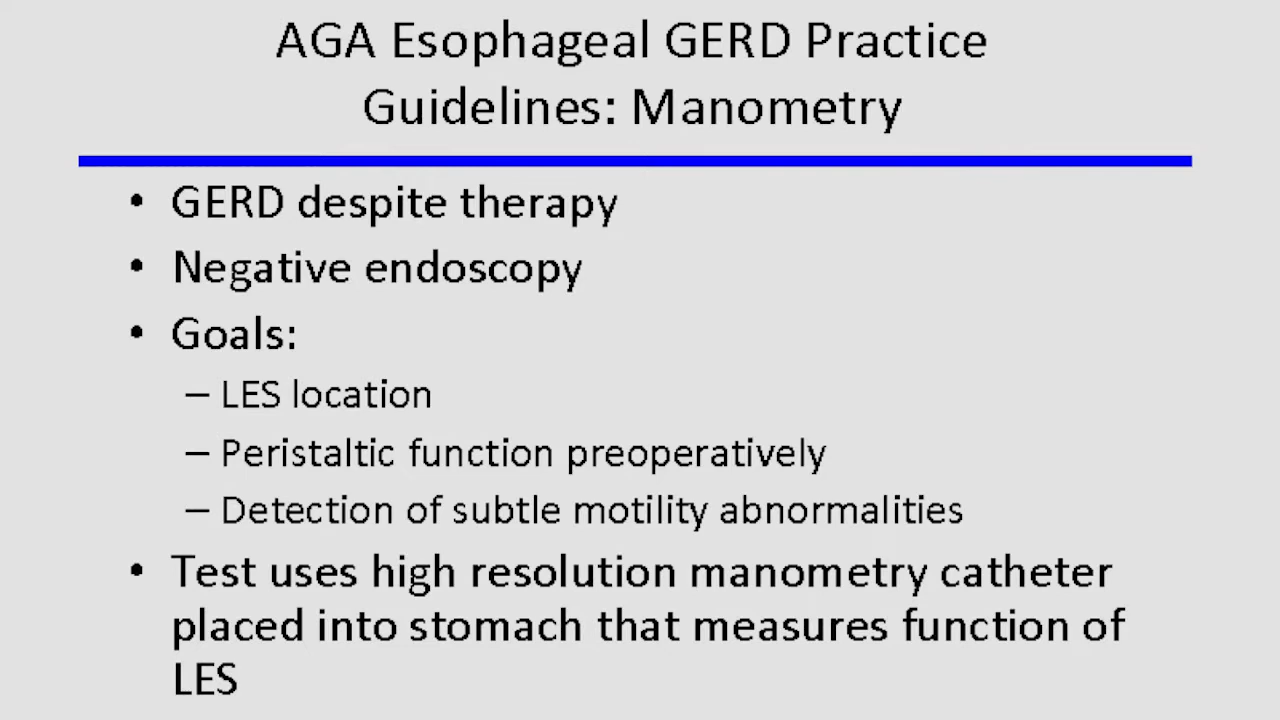 AGA Esophageal GERD Practice
Guidelines: Manometry
• GERD despite therapy
• Negative endoscopy
• Goals:
– LES location
– Peristaltic function preoperatively
– Detection of subtle motility abnormalities
• Test uses high resolution manometry catheter
placed into stomach that measures function of
LES